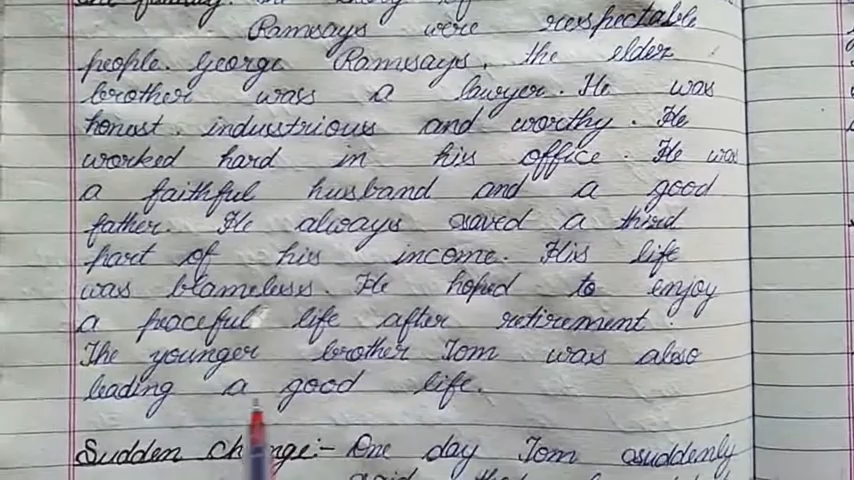 Ramsays were respectable
people. George Ramsays, the elder
brother was a lawyer. He was
honest, industrious and worthy. He
worked hard in his office. He was
a faithful husband and a good
father. He always saved a third
part of his income. His life
was blameless. He hoped to enjoy
a peaceful life after retirement.
The younger brother Tom was also
leading a good life.
Sudden Change:- One day Tom suddenly